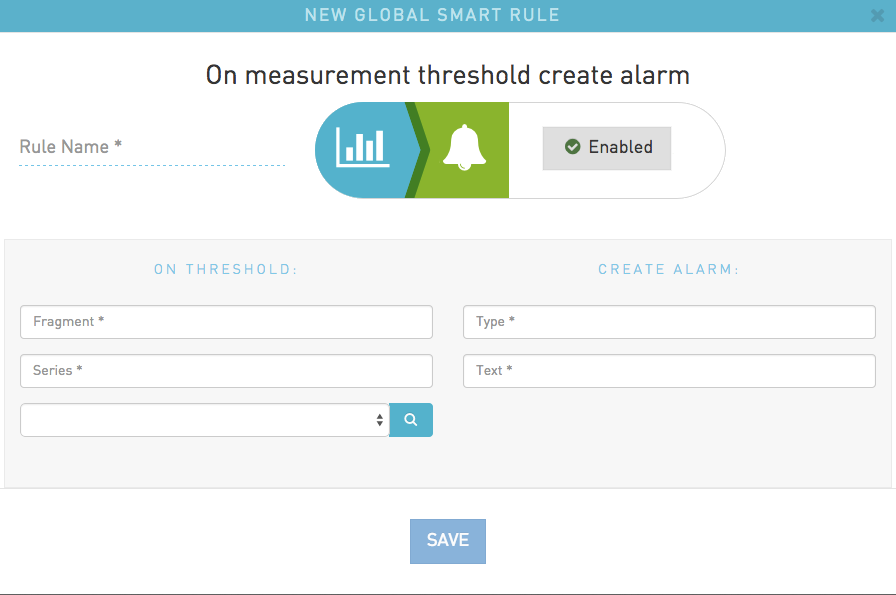 NEW GLOBAL SMART RULE
On measurement threshold create alarm
Rule Name *
Enabled
ON THRESHOLD:
CREATE ALARM:
Fragment *
Type *
Series *
Text *
SAVE